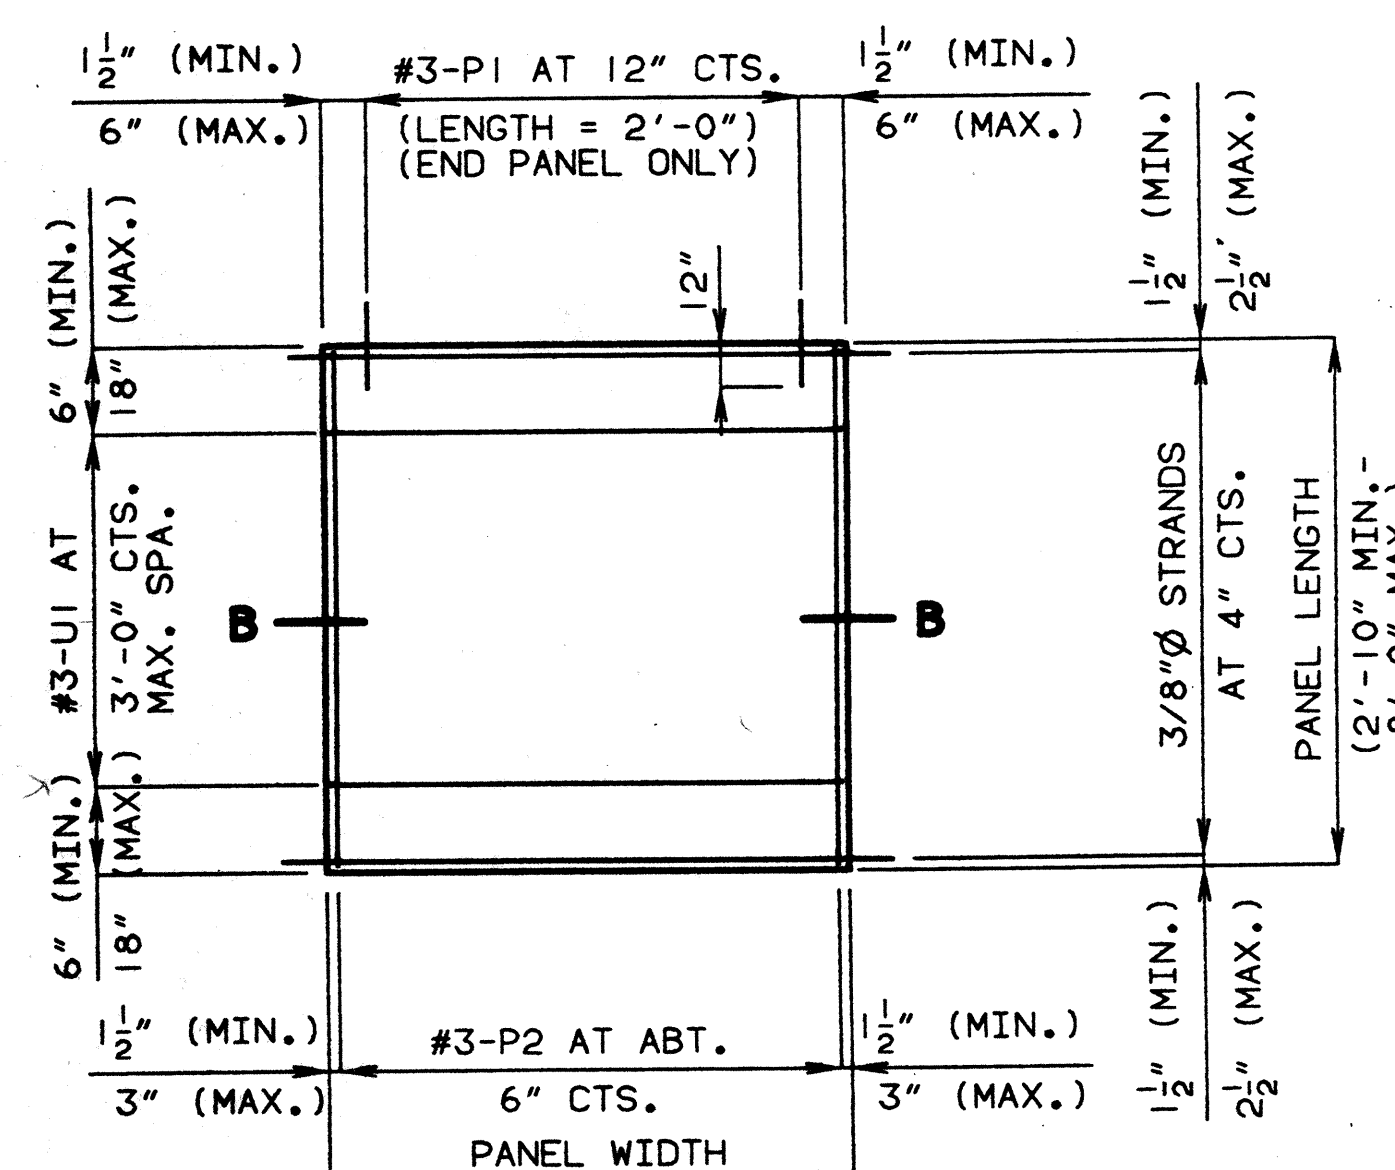 1 1/2" (MIN.)
6" (MAX.)
#3-P1 AT 12" CTS.
(LENGTH = 2'-0")
(END PANEL ONLY)
1 1/2" (MIN.)
6" (MAX.)
1 1/2" (MIN.)
2 1/2" (MAX.)
6" (MIN.)
18" (MAX.)
12"
#3-U1 AT
3'-0" CTS.
MAX. SPA.
B
B
3/8"Ø STRANDS
AT 4" CTS.
PANEL LENGTH
(2'-10" MIN.-
6" (MIN.)
18" (MAX.)
1 1/2" (MIN.)
3" (MAX.)
#3-P2 AT ABT.
6" CTS.
1 1/2" (MIN.)
3" (MAX.)
1 1/2" (MIN.)
2 1/2" (MAX.)
PANEL WIDTH